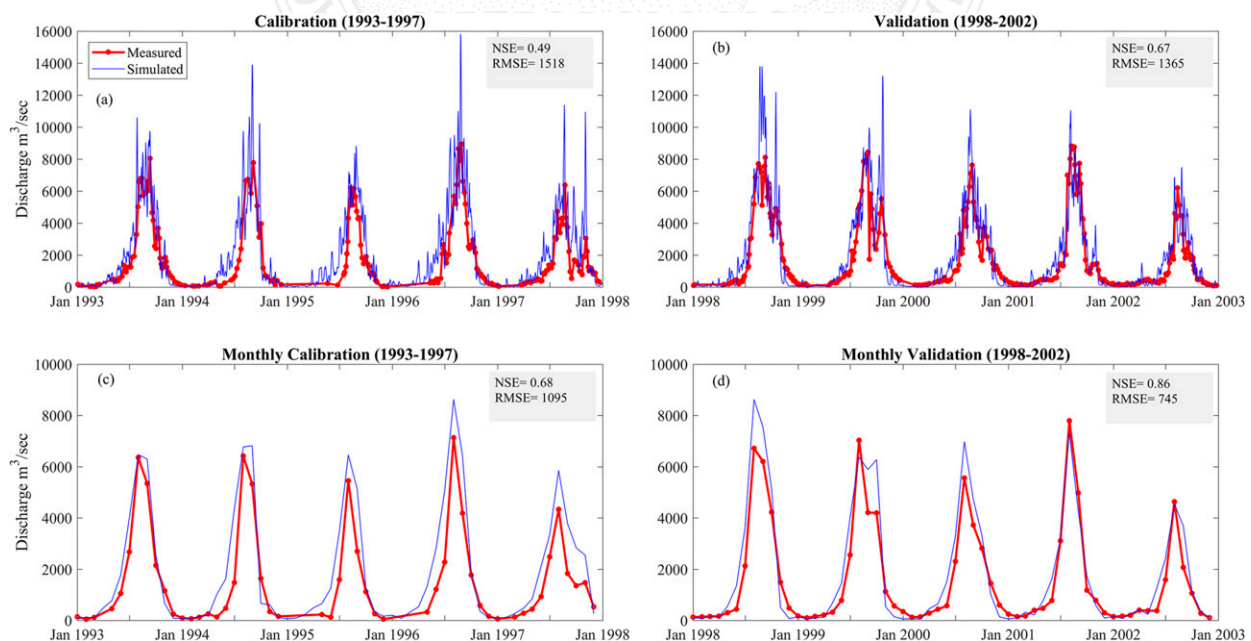 Calibration (1993-1997)
16000
14000
12000
10000
8000
6000
4000
2000
0
Discharge m³/sec
Measured
Simulated
(a)
NSE= 0.49
RMSE= 1518
Jan 1993 Jan 1994 Jan 1995 Jan 1996 Jan 1997 Jan 1998
Validation (1998-2002)
16000
14000
12000
10000
8000
6000
4000
2000
0
(b)
NSE= 0.67
RMSE= 1365
Jan 1998 Jan 1999 Jan 2000 Jan 2001 Jan 2002 Jan 2003
Monthly Calibration (1993-1997)
10000
8000
6000
4000
2000
0
Discharge m³/sec
(c)
NSE= 0.68
RMSE= 1095
Jan 1993 Jan 1994 Jan 1995 Jan 1996 Jan 1997 Jan 1998
Monthly Validation (1998-2002)
10000
8000
6000
4000
2000
0
(d)
NSE= 0.86
RMSE= 745
Jan 1998 Jan 1999 Jan 2000 Jan 2001 Jan 2002 Jan 2003